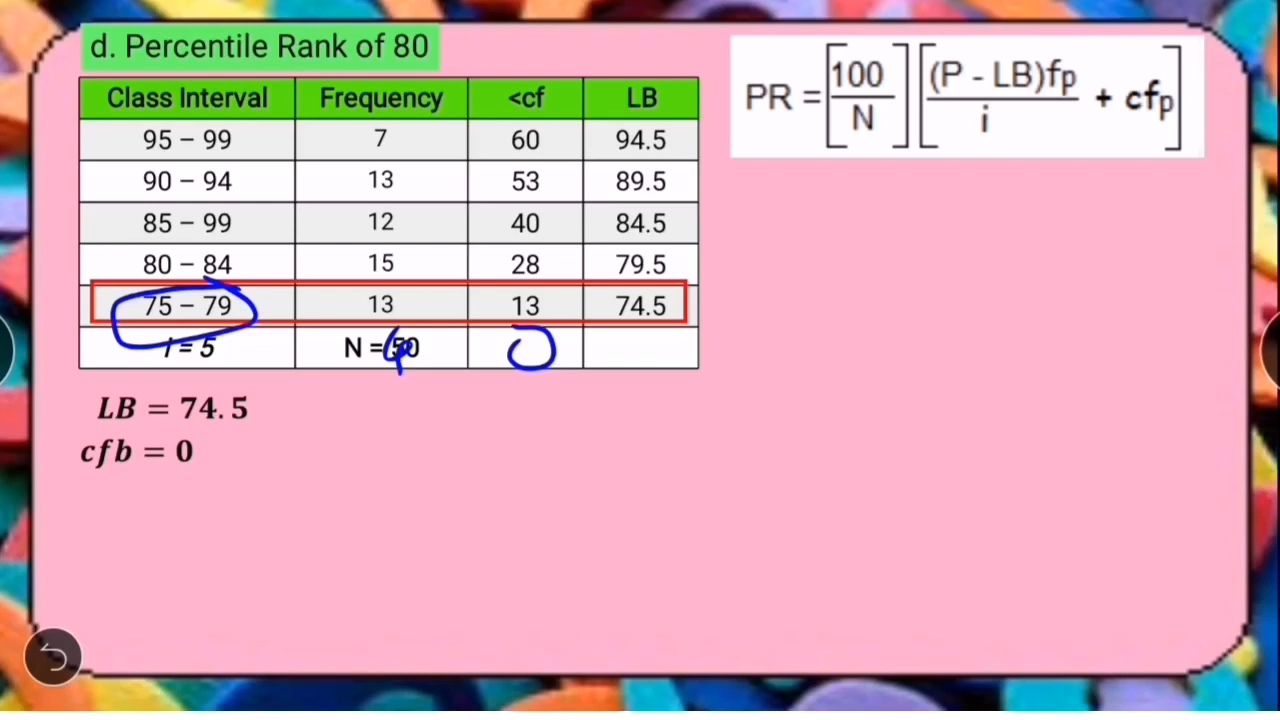 d. Percentile Rank of 80
Class Interval Frequency <cf LB
95 – 99 7 60 94.5
90 – 94 13 53 89.5
85 – 99 12 40 84.5
80 – 84 15 28 79.5
75 – 79 13 13 74.5
i = 5 N = 60
LB = 74.5
cfb = 0
PR = [100/N] [(P - LB)fp/i + cfp]